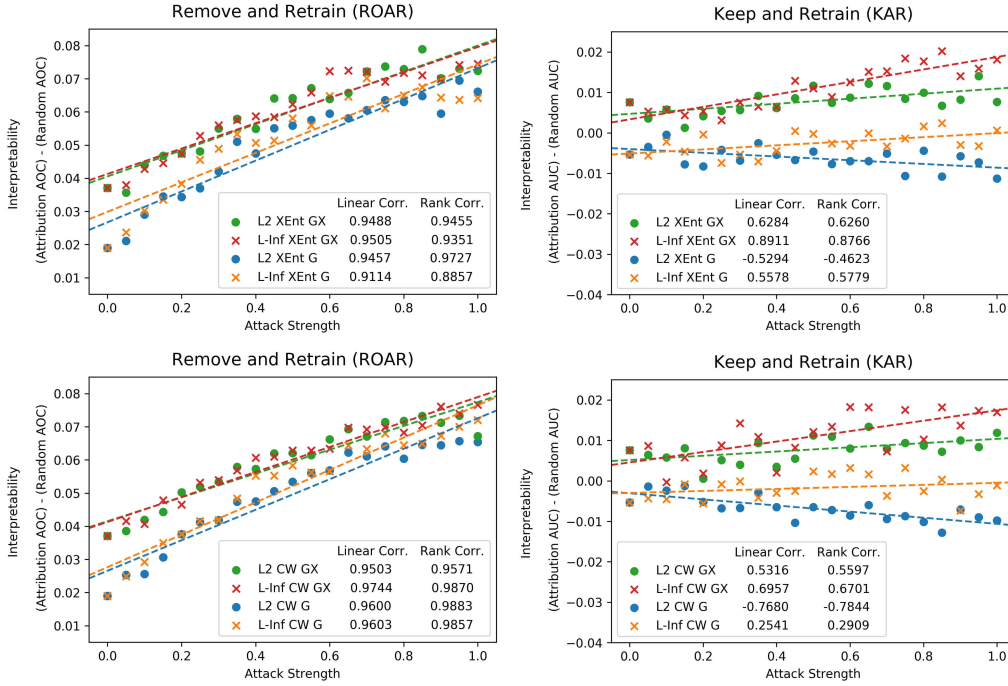 Remove and Retrain (ROAR)
Interpretability
(Attribution AOC) - (Random AOC)
0.08
0.07
0.06
0.05
0.04
0.03
0.02
0.01
Linear Corr. Rank Corr.
L2 XEnt GX 0.9488 0.9455
L-Inf XEnt GX 0.9505 0.9351
L2 XEnt G 0.9457 0.9727
L-Inf XEnt G 0.9114 0.8857
0.0 0.2 0.4 0.6 0.8 1.0
Attack Strength
Keep and Retrain (KAR)
Interpretability
(Attribution AUC) - (Random AUC)
0.02
0.01
0.00
−0.01
−0.02
−0.03
−0.04
Linear Corr. Rank Corr.
L2 XEnt GX 0.6284 0.6260
L-Inf XEnt GX 0.8911 0.8766
L2 XEnt G -0.5294 -0.4623
L-Inf XEnt G 0.5578 0.5779
0.0 0.2 0.4 0.6 0.8 1.0
Attack Strength
Remove and Retrain (ROAR)
Interpretability
(Attribution AOC) - (Random AOC)
0.08
0.07
0.06
0.05
0.04
0.03
0.02
0.01
Linear Corr. Rank Corr.
L2 CW GX 0.9503 0.9571
L-Inf CW GX 0.9744 0.9870
L2 CW G 0.9600 0.9883
L-Inf CW G 0.9603 0.9857
0.0 0.2 0.4 0.6 0.8 1.0
Attack Strength
Keep and Retrain (KAR)
Interpretability
(Attribution AUC) - (Random AUC)
0.02
0.01
0.00
−0.01
−0.02
−0.03
−0.04
Linear Corr. Rank Corr.
L2 CW GX 0.5316 0.5597
L-Inf CW GX 0.6957 0.6701
L2 CW G -0.7680 -0.7844
L-Inf CW G 0.2541 0.2909
0.0 0.2 0.4 0.6 0.8 1.0
Attack Strength